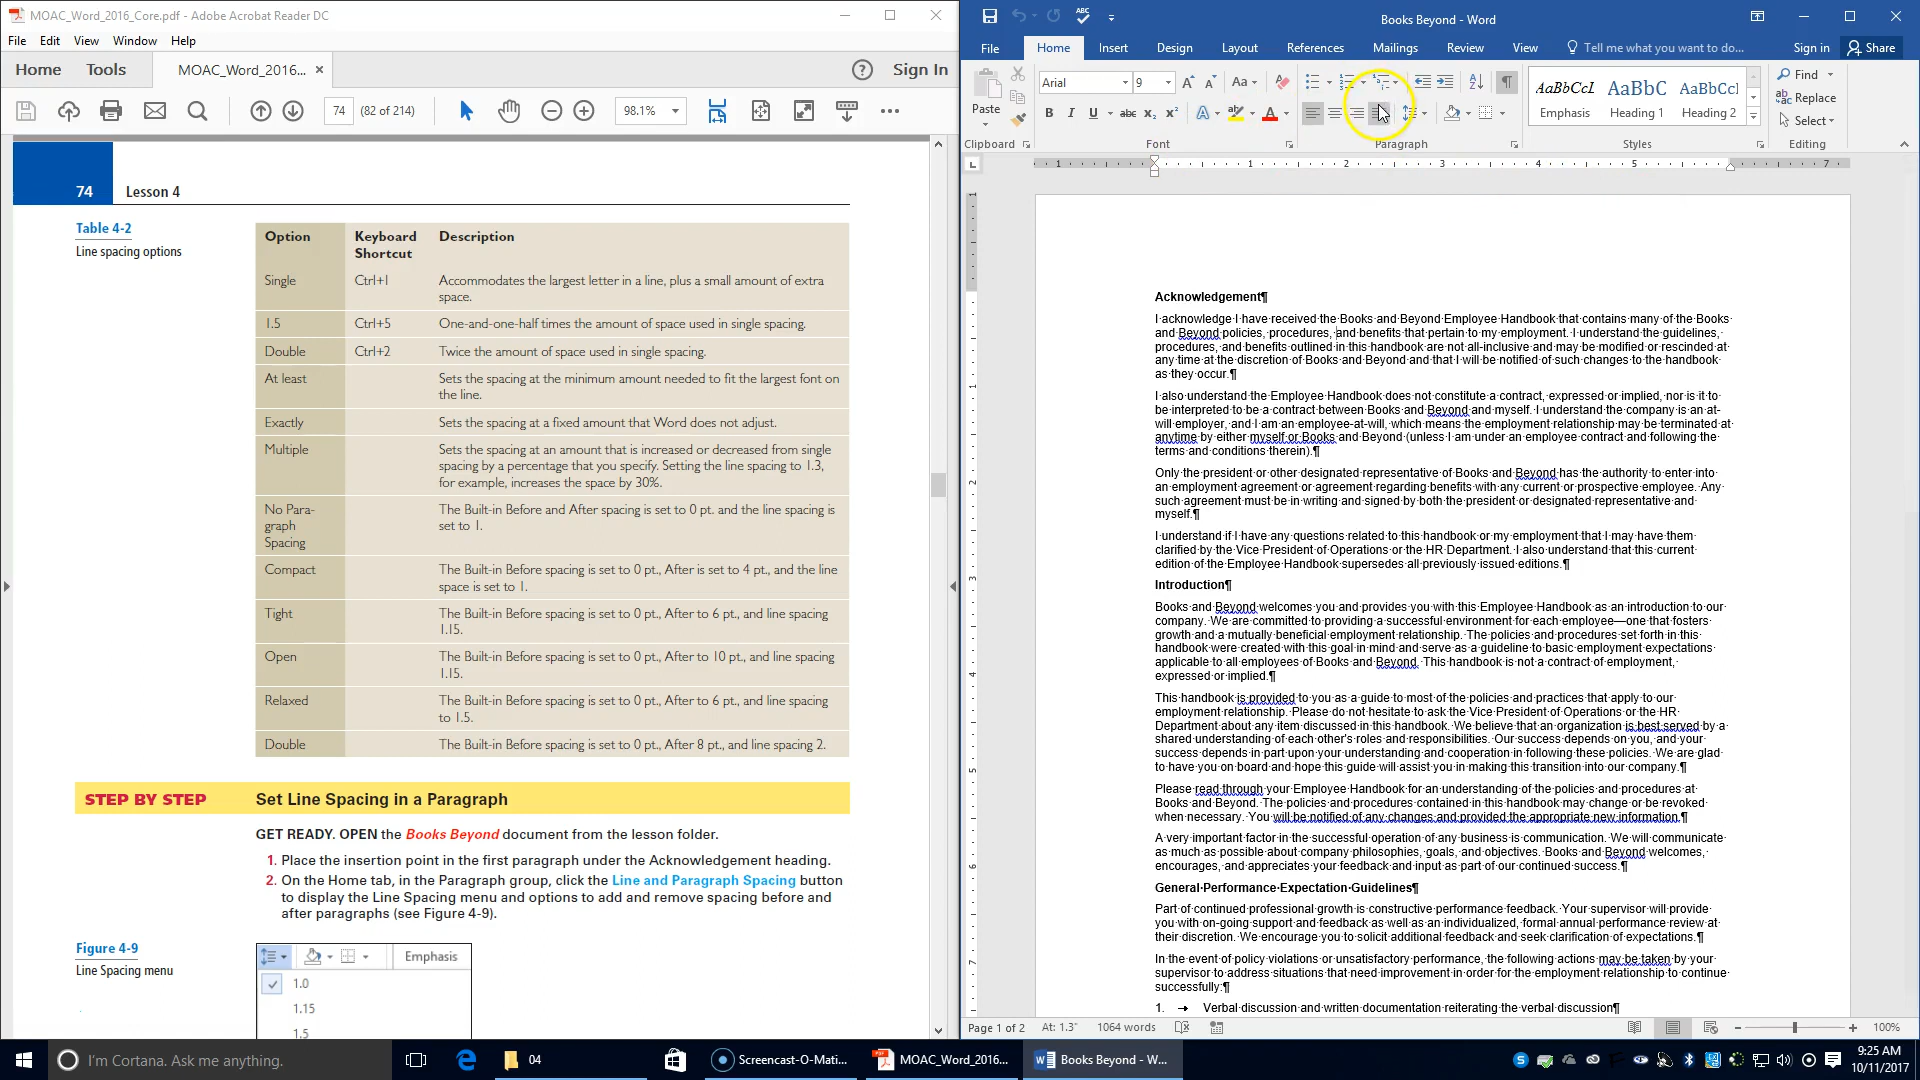 MOAC_Word_2016_Core.pdf - Adobe Acrobat Reader DC
File Edit View Window Help
Home Tools MOAC_Word_2016... × Sign In
74 (82 of 214) 98.1%
74 Lesson 4
Table 4-2
Line spacing options
Option Keyboard Shortcut Description
Single Ctrl+1 Accommodates the largest letter in a line, plus a small amount of extra
space.
1.5 Ctrl+5 One-and-one-half times the amount of space used in single spacing.
Double Ctrl+2 Twice the amount of space used in single spacing.
At least Sets the spacing at the minimum amount needed to fit the largest font on
the line.
Exactly Sets the spacing at a fixed amount that Word does not adjust.
Multiple Sets the spacing at an amount that is increased or decreased from single
spacing by a percentage that you specify. Setting the line spacing to 1.3,
for example, increases the space by 30%.
No Para-
graph
Spacing
The Built-in Before and After spacing is set to 0 pt. and the line spacing is
set to 1.
Compact The Built-in Before spacing is set to 0 pt., After is set to 4 pt., and the line
space is set to 1.
Tight The Built-in Before spacing is set to 0 pt., After to 6 pt., and line spacing
1.15.
Open The Built-in Before spacing is set to 0 pt., After to 10 pt., and line spacing
1.15.
Relaxed The Built-in Before spacing is set to 0 pt., After to 6 pt., and line spacing
to 1.5.
Double The Built-in Before spacing is set to 0 pt., After 8 pt., and line spacing 2.
STEP BY STEP Set Line Spacing in a Paragraph
GET READY. OPEN the Books Beyond document from the lesson folder.
1. Place the insertion point in the first paragraph under the Acknowledgement heading.
2. On the Home tab, in the Paragraph group, click the Line and Paragraph Spacing button
to display the Line Spacing menu and options to add and remove spacing before and
after paragraphs (see Figure 4-9).
Figure 4-9
Line Spacing menu
Emphasis
1.0
1.15
1.5
Books Beyond - Word
File Home Insert Design Layout References Mailings Review View Tell me what you want to do... Sign in Share
Paste
Arial 9
Clipboard Font Paragraph Styles Editing
AaBbCcL AaBbC AaBbCcl
Emphasis Heading 1 Heading 2
Find
Replace
Select
Acknowledgement¶
I acknowledge I have received the Books and Beyond Employee Handbook that contains many of the Books
and Beyond policies, procedures, and benefits that pertain to my employment. I understand the guidelines,
procedures, and benefits outlined in this handbook are not all-inclusive and may be modified or rescinded at
any time at the discretion of Books and Beyond and that I will be notified of such changes to the handbook
as they occur.¶
I also understand the Employee Handbook does not constitute a contract, expressed or implied, nor is it to
be interpreted to be a contract between Books and Beyond and myself. I understand the company is an at-
will employer, and I am an employee-at-will, which means the employment relationship may be terminated at
anytime by either myself or Books and Beyond (unless I am under an employee contract and following the
terms and conditions therein).¶
Only the president or other designated representative of Books and Beyond has the authority to enter into
an employment agreement or agreement regarding benefits with any current or prospective employee. Any
such agreement must be in writing and signed by both the president or designated representative and
myself.¶
I understand if I have any questions related to this handbook or my employment that I may have them
clarified by the Vice President of Operations or the HR Department. I also understand that this current
edition of the Employee Handbook supersedes all previously issued editions.¶
Introduction¶
Books and Beyond welcomes you and provides you with this Employee Handbook as an introduction to our
company. We are committed to providing a successful environment for each employee—one that fosters
growth and a mutually beneficial employment relationship. The policies and procedures set forth in this
handbook were created with this goal in mind and serve as a guideline to basic employment expectations
applicable to all employees of Books and Beyond. This handbook is not a contract of employment,
expressed or implied.¶
This handbook is provided to you as a guide to most of the policies and practices that apply to our
employment relationship. Please do not hesitate to ask the Vice President of Operations or the HR
Department about any item discussed in this handbook. We believe that an organization is best served by a
shared understanding of each other's roles and responsibilities. Our success depends on you, and your
success depends in part upon your understanding and cooperation in following these policies. We are glad
to have you on board and hope this guide will assist you in making this transition into our company.¶
Please read through your Employee Handbook for an understanding of the policies and procedures at
Books and Beyond. The policies and procedures contained in this handbook may change or be revoked
when necessary. You will be notified of any changes and provided the appropriate new information.¶
A very important factor in the successful operation of any business is communication. We will communicate
as much as possible about company philosophies, goals, and objectives. Books and Beyond welcomes,
encourages, and appreciates your feedback and input as part of our continued success.¶
General Performance Expectation Guidelines¶
Part of continued professional growth is constructive performance feedback. Your supervisor will provide
you with on-going support and feedback as well as an individualized, formal annual performance review at
their discretion. We encourage you to solicit additional feedback and seek clarification of expectations.¶
In the event of policy violations or unsatisfactory performance, the following actions may be taken by your
supervisor to address situations that need improvement in order for the employment relationship to continue
successfully:¶
1. → Verbal discussion and written documentation reiterating the verbal discussion¶
Page 1 of 2 At: 1.3" 1064 words 100%
I'm Cortana. Ask me anything. 04 Screencast-O-Mati... MOAC_Word_2016... Books Beyond - W... 9:25 AM
10/11/2017